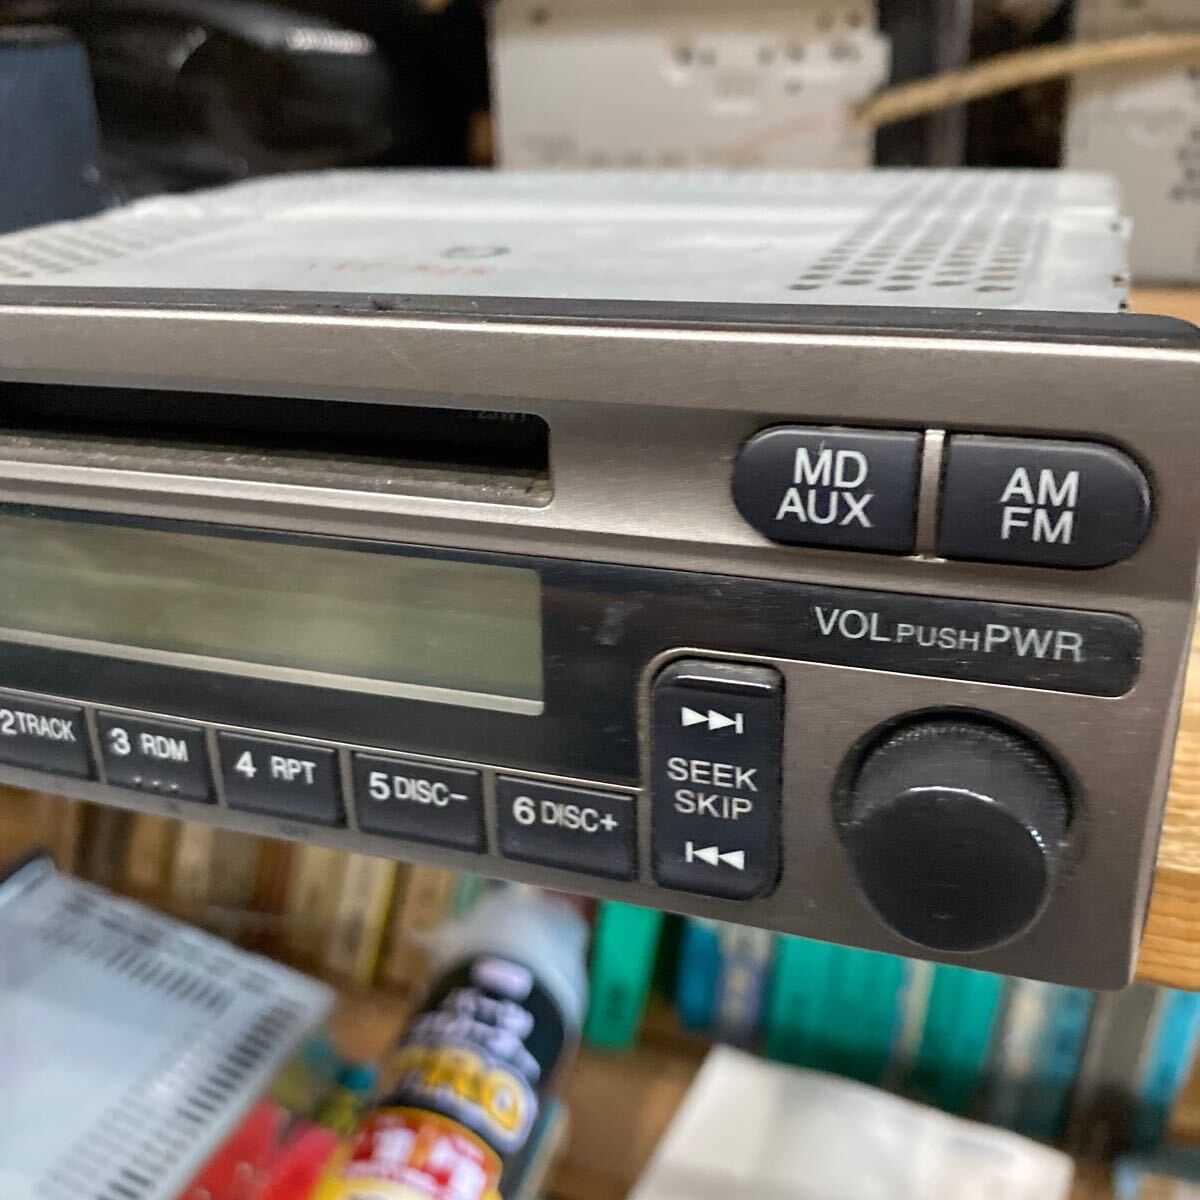 MD
AUX
AM
FM
VOL PUSH PWR
SEEK
SKIP
2 TRACK
3 RDM
4 RPT
5 DISC-
6 DISC+
PRO